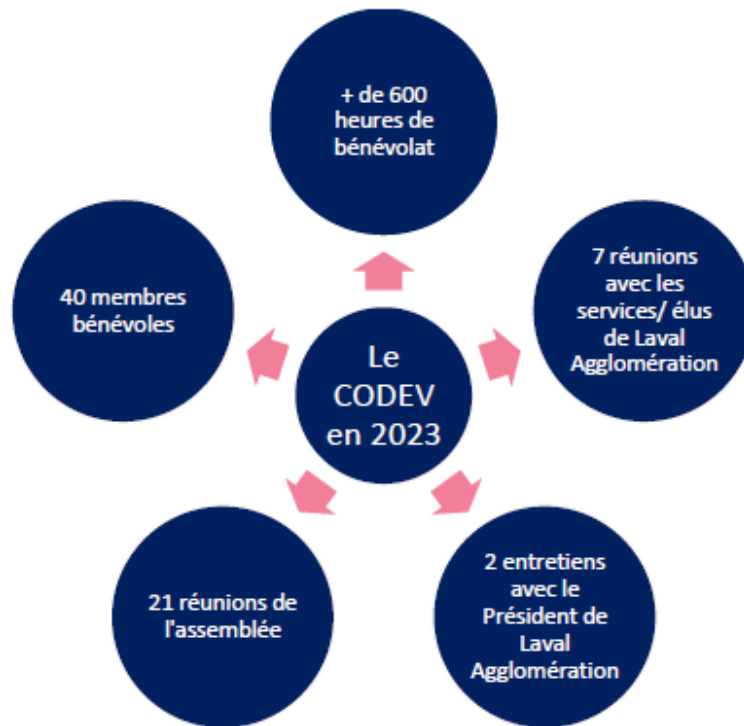 + de 600
heures de
bénévolat
40 membres
bénévoles
7 réunions
avec les
services/ élus
de Laval
Agglomération
Le
CODEV
en 2023
21 réunions de
l'assemblée
2 entretiens
avec le
Président de
Laval
Agglomération